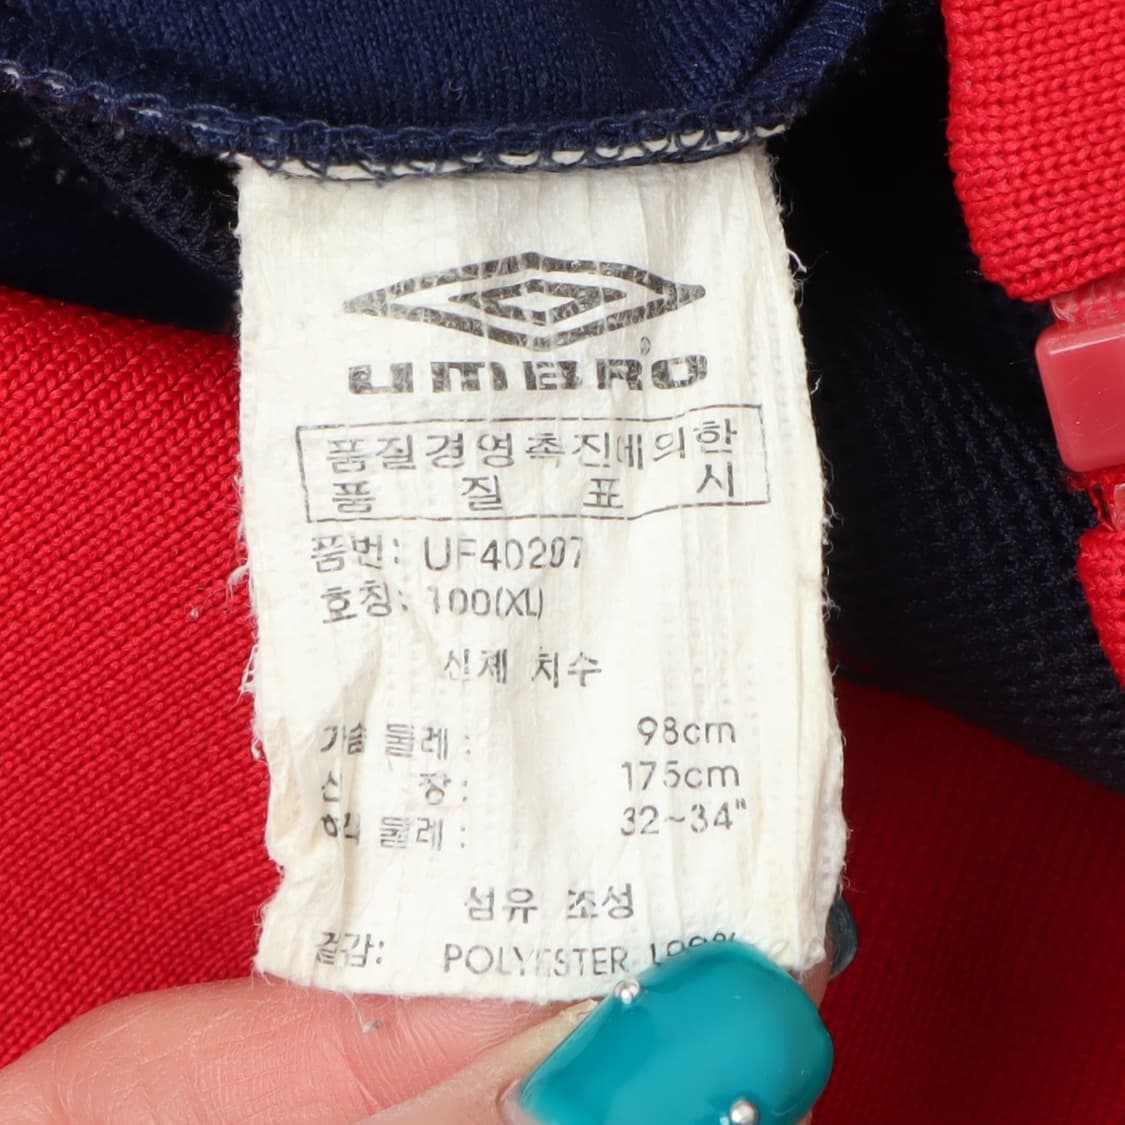 umBRO
품질경영촉진에의한
품 질 표 시
품번: UF40207
호칭: 100(XL)
신체 치수
가슴 둘레: 98cm
신 장: 175cm
허리 둘레: 32~34"
섬유 조성
겉감: POLYESTER 100%